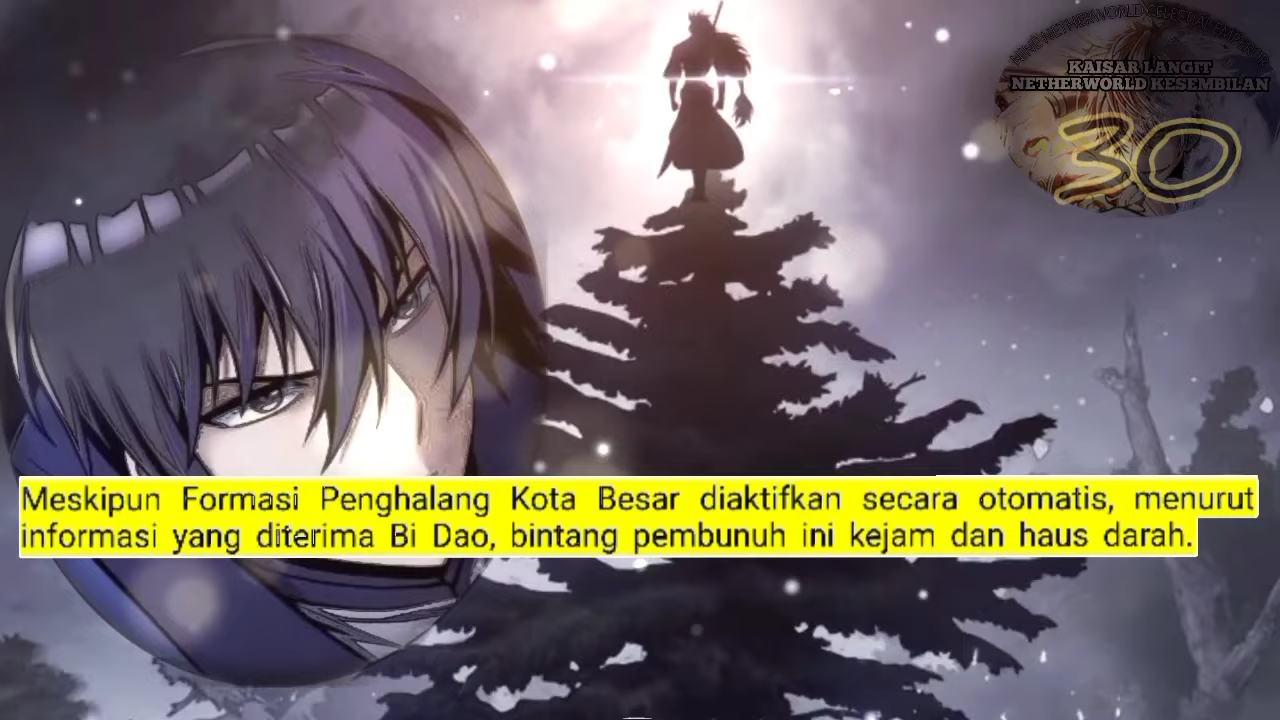 KAISAR LANGIT
NETHERWORLD KESEMBILAN
30
Meskipun Formasi Penghalang Kota Besar diaktifkan secara otomatis, menurut
informasi yang diterima Bi Dao, bintang pembunuh ini kejam dan haus darah.